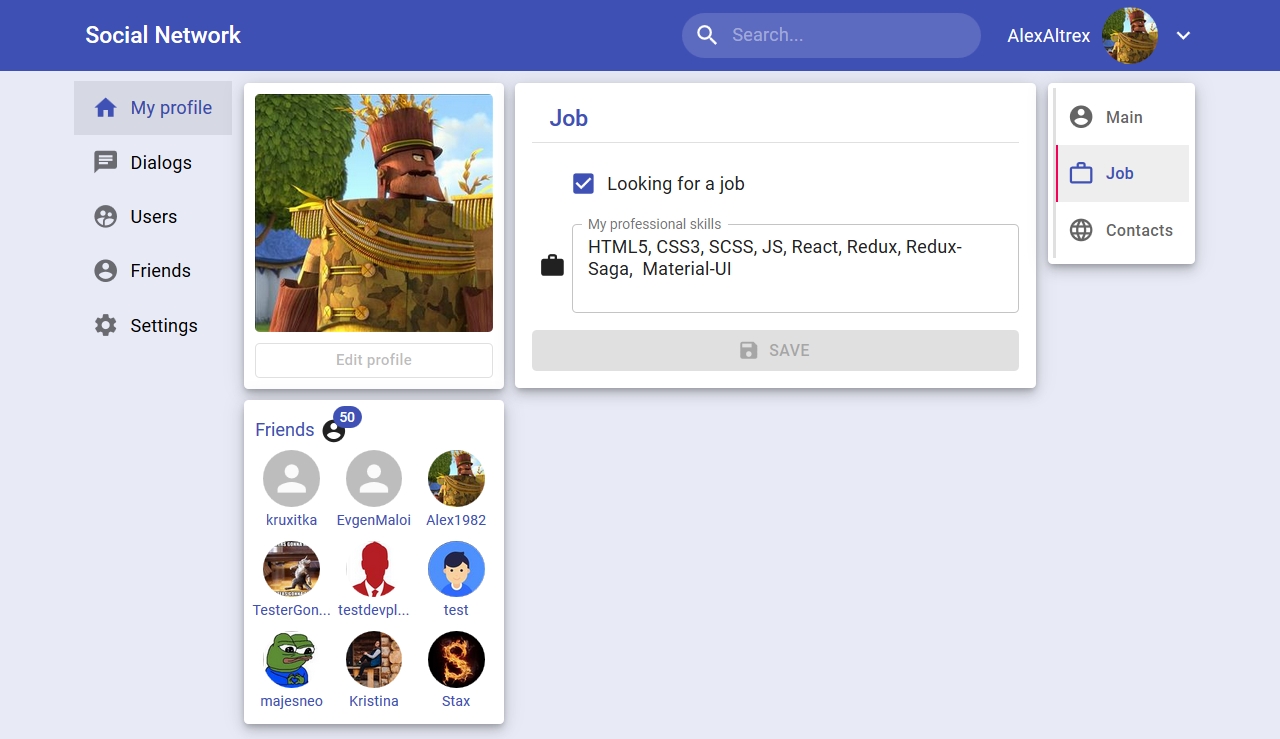 Social Network
Search...
AlexAltrex
My profile
Dialogs
Users
Friends
Settings
Edit profile
Friends
50
kruxitka
EvgenMaloi
Alex1982
TesterGon...
testdevpl...
test
majesneo
Kristina
Stax
Job
Looking for a job
My professional skills
HTML5, CSS3, SCSS, JS, React, Redux, Redux-
Saga,  Material-UI
SAVE
Main
Job
Contacts